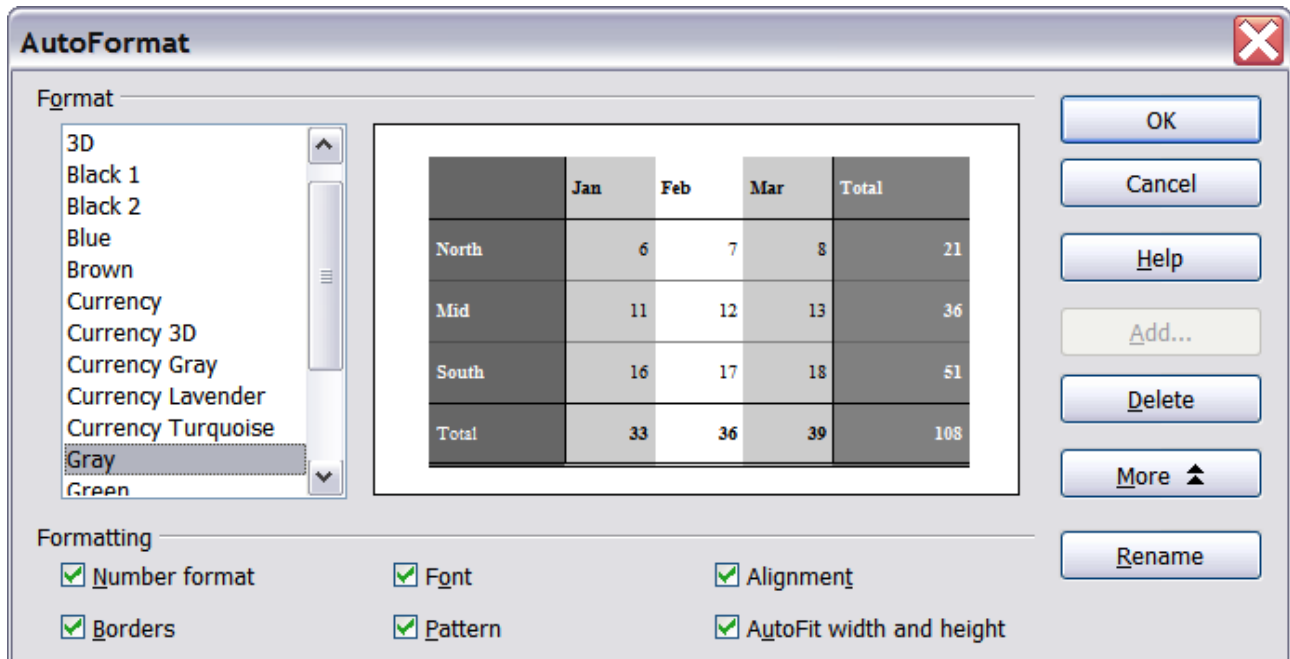 AutoFormat
Format
3D
Black 1
Black 2
Blue
Brown
Currency
Currency 3D
Currency Gray
Currency Lavender
Currency Turquoise
Gray
Green
Jan Feb Mar Total
North 6 7 8 21
Mid 11 12 13 36
South 16 17 18 51
Total 33 36 39 108
OK
Cancel
Help
Add...
Delete
More
Rename
Formatting
Number format Font Alignment
Borders Pattern AutoFit width and height